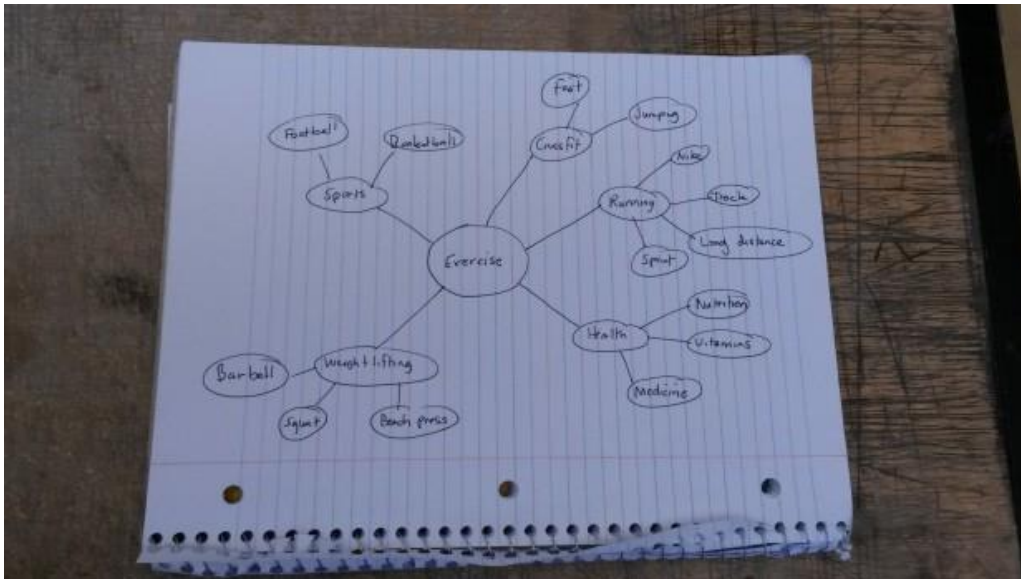 Fast
Jumping
Crossfit
Football
Basketball
Sports
Nike
Running
Track
Long distance
Sprint
Exercise
Nutrition
Health
Vitamins
Medicine
Weight lifting
Barbell
Squat
Bench press